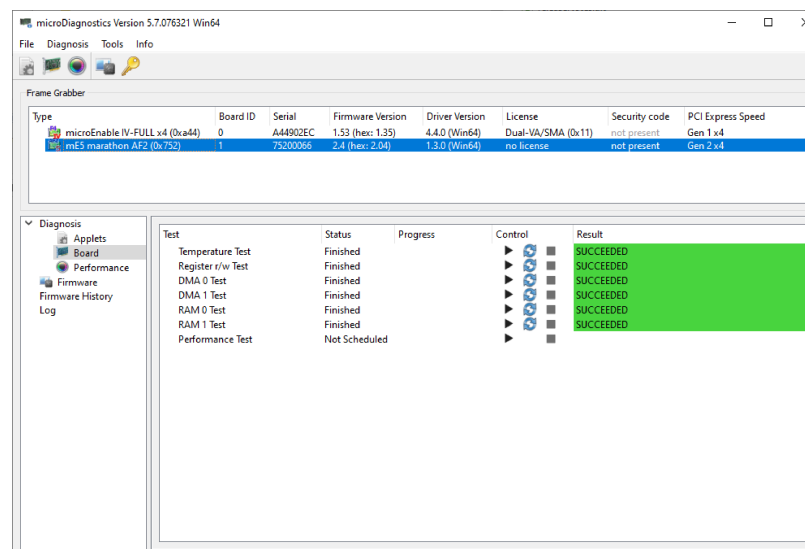 microDiagnostics Version 5.7.076321 Win64
File Diagnosis Tools Info
Frame Grabber
Type Board ID Serial Firmware Version Driver Version License Security code PCI Express Speed
microEnable IV-FULL x4 (0xa44) 0 A44902EC 1.53 (hex: 1.35) 4.4.0 (Win64) Dual-VA/SMA (0x11) not present Gen 1 x4
mE5 marathon AF2 (0x752) 1 75200066 2.4 (hex: 2.04) 1.3.0 (Win64) no license not present Gen 2 x4
Diagnosis
Applets
Board
Performance
Firmware
Firmware History
Log
Test Status Progress Control Result
Temperature Test Finished SUCCEEDED
Register r/w Test Finished SUCCEEDED
DMA 0 Test Finished SUCCEEDED
DMA 1 Test Finished SUCCEEDED
RAM 0 Test Finished SUCCEEDED
RAM 1 Test Finished SUCCEEDED
Performance Test Not Scheduled